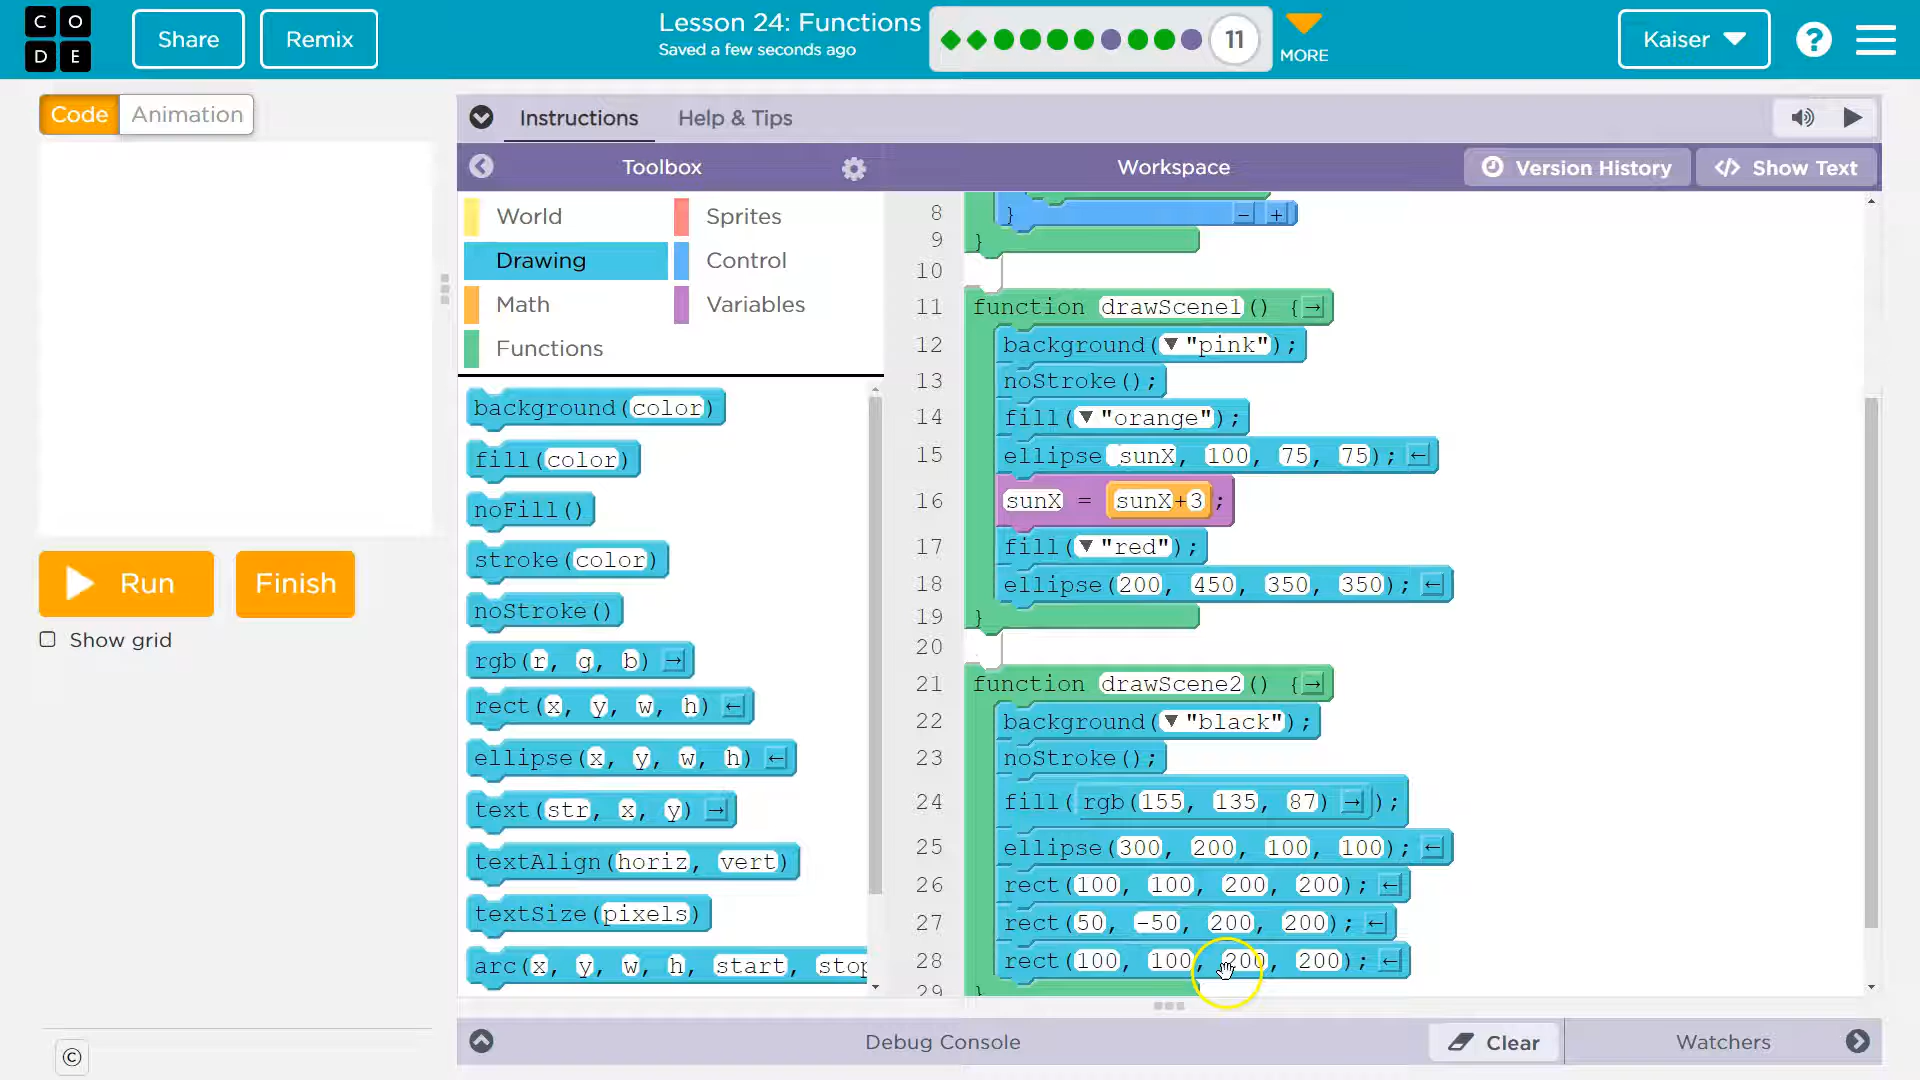 C O D E
Share
Remix
Lesson 24: Functions
Saved a few seconds ago
11
MORE
Kaiser
?
Code
Animation
Instructions
Help & Tips
Toolbox
Workspace
Version History
</> Show Text
World
Sprites
Drawing
Control
Math
Variables
Functions
background(color)
fill(color)
noFill()
stroke(color)
noStroke()
rgb(r, g, b) →
rect(x, y, w, h) ←
ellipse(x, y, w, h) ←
text(str, x, y) →
textAlign(horiz, vert)
textSize(pixels)
arc(x, y, w, h, start, stop
8 } - +
9 }
10
11 function drawScene1() { →
12 background(▼ "pink");
13 noStroke();
14 fill(▼ "orange");
15 ellipse( sunX, 100, 75, 75); ←
16 sunX = sunX+3;
17 fill(▼ "red");
18 ellipse(200, 450, 350, 350); ←
19 }
20
21 function drawScene2() { →
22 background(▼ "black");
23 noStroke();
24 fill(rgb(155, 135, 87) →);
25 ellipse(300, 200, 100, 100); ←
26 rect(100, 100, 200, 200); ←
27 rect(50, -50, 200, 200); ←
28 rect(100, 100, 200, 200); ←
29 }
Run
Finish
Show grid
©
Debug Console
Clear
Watchers